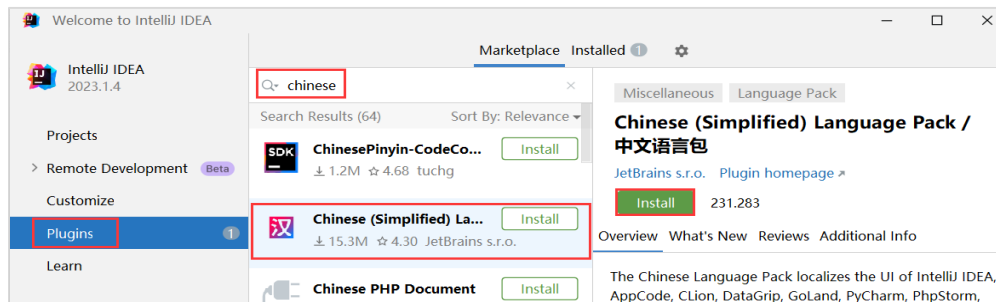 Welcome to IntelliJ IDEA
IntelliJ IDEA
2023.1.4
Projects
Remote Development Beta
Customize
Plugins 1
Learn
Marketplace Installed 1
chinese
Search Results (64) Sort By: Relevance
SDK
ChinesePinyin-CodeCo... Install
1.2M 4.68 tuchg
汉
Chinese (Simplified) La... Install
15.3M 4.30 JetBrains s.r.o.
Chinese PHP Document Install
Miscellaneous Language Pack
Chinese (Simplified) Language Pack /
中文语言包
JetBrains s.r.o. Plugin homepage
Install 231.283
Overview What's New Reviews Additional Info
The Chinese Language Pack localizes the UI of IntelliJ IDEA,
AppCode, CLion, DataGrip, GoLand, PyCharm, PhpStorm,